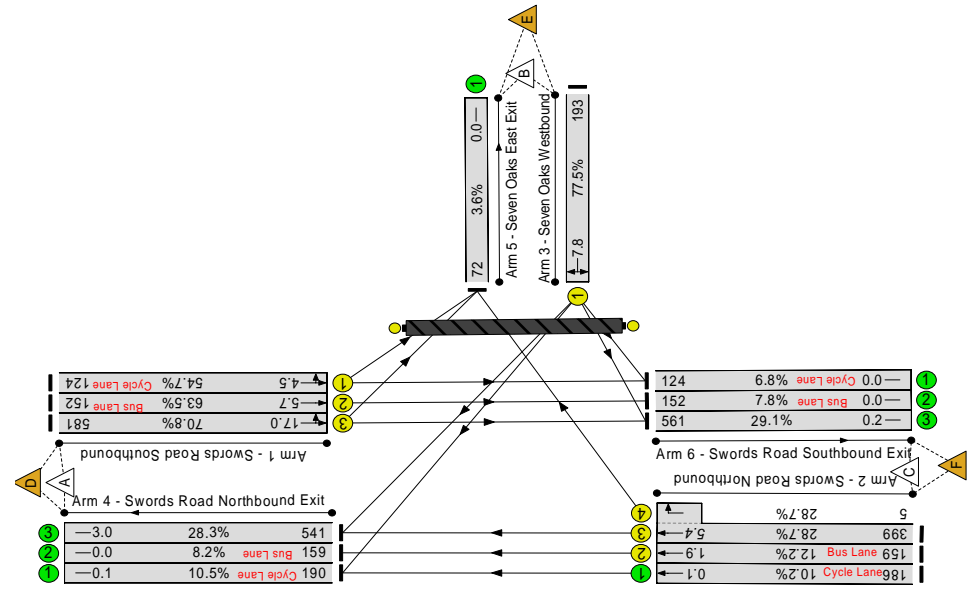 E
B
1
0.0
3.6%
72
Arm 5 - Seven Oaks East Exit
Arm 3 - Seven Oaks Westbound
193
77.5%
7.8
1
124 Cycle Lane 54.7% 4.5 1
152 Bus Lane 63.5% 5.7 2
581 70.8% 17.0 3
Arm 1 - Swords Road Southbound
124 6.8% Cycle Lane 0.0 1
152 7.8% Bus Lane 0.0 2
561 29.1% 0.2 3
Arm 6 - Swords Road Southbound Exit
D
A
C
F
Arm 4 - Swords Road Northbound Exit
3 3.0 28.3% 541
2 0.0 8.2% Bus Lane 159
1 0.1 10.5% Cycle Lane 190
Arm 2 - Swords Road Northbound
4 28.7% 5
3 5.4 28.7% 399
2 1.9 12.2% Bus Lane 159
1 0.1 10.2% Cycle Lane 186